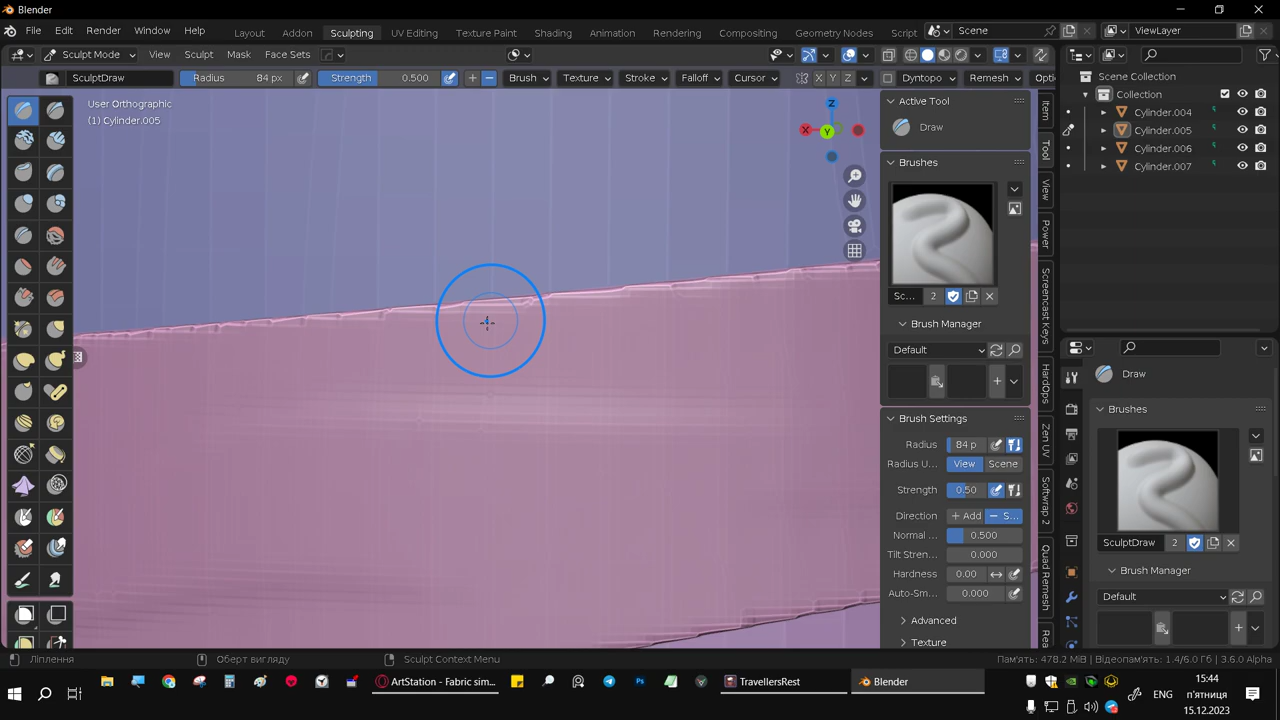 Blender
File Edit Render Window Help Layout Addon Modeling Sculpting UV Editing Texture Paint Shading Animation Rendering Compositing Geometry Nodes Scene ViewLayer
Sculpt Mode View Sculpt Mask Face Sets
SculptDraw Radius 84 px Strength 0.500 Brush Texture Stroke Falloff Cursor X Y Z Dyntopo Remesh Opti
User Orthographic
(1) Cylinder.005
Z
X Y
Active Tool
Draw
Brushes
Sc... 2
Brush Manager
Default
Brush Settings
Radius 84 p
Radius U... View Scene
Strength 0.50
Direction Add S...
Normal ... 0.500
Tilt Stren... 0.000
Hardness 0.00
Auto-Sm... 0.000
Advanced
Texture
Item
Tool
View
Power
Screencast Keys
HardOps
Zen UV
Softwrap 2
Quad Remesh
Rea
Scene Collection
Collection
Cylinder.004
Cylinder.005
Cylinder.006
Cylinder.007
Draw
Brushes
SculptDraw 2
Brush Manager
Default
Ліплення Оберт вигляду Sculpt Context Menu Пам'ять: 478.2 МіБ | Відеопам'ять: 1.4/6.0 Гб | 3.6.0 Alpha
ArtStation - Fabric sim... Ps TravellersRest Blender
15:44
ENG п'ятниця
15.12.2023